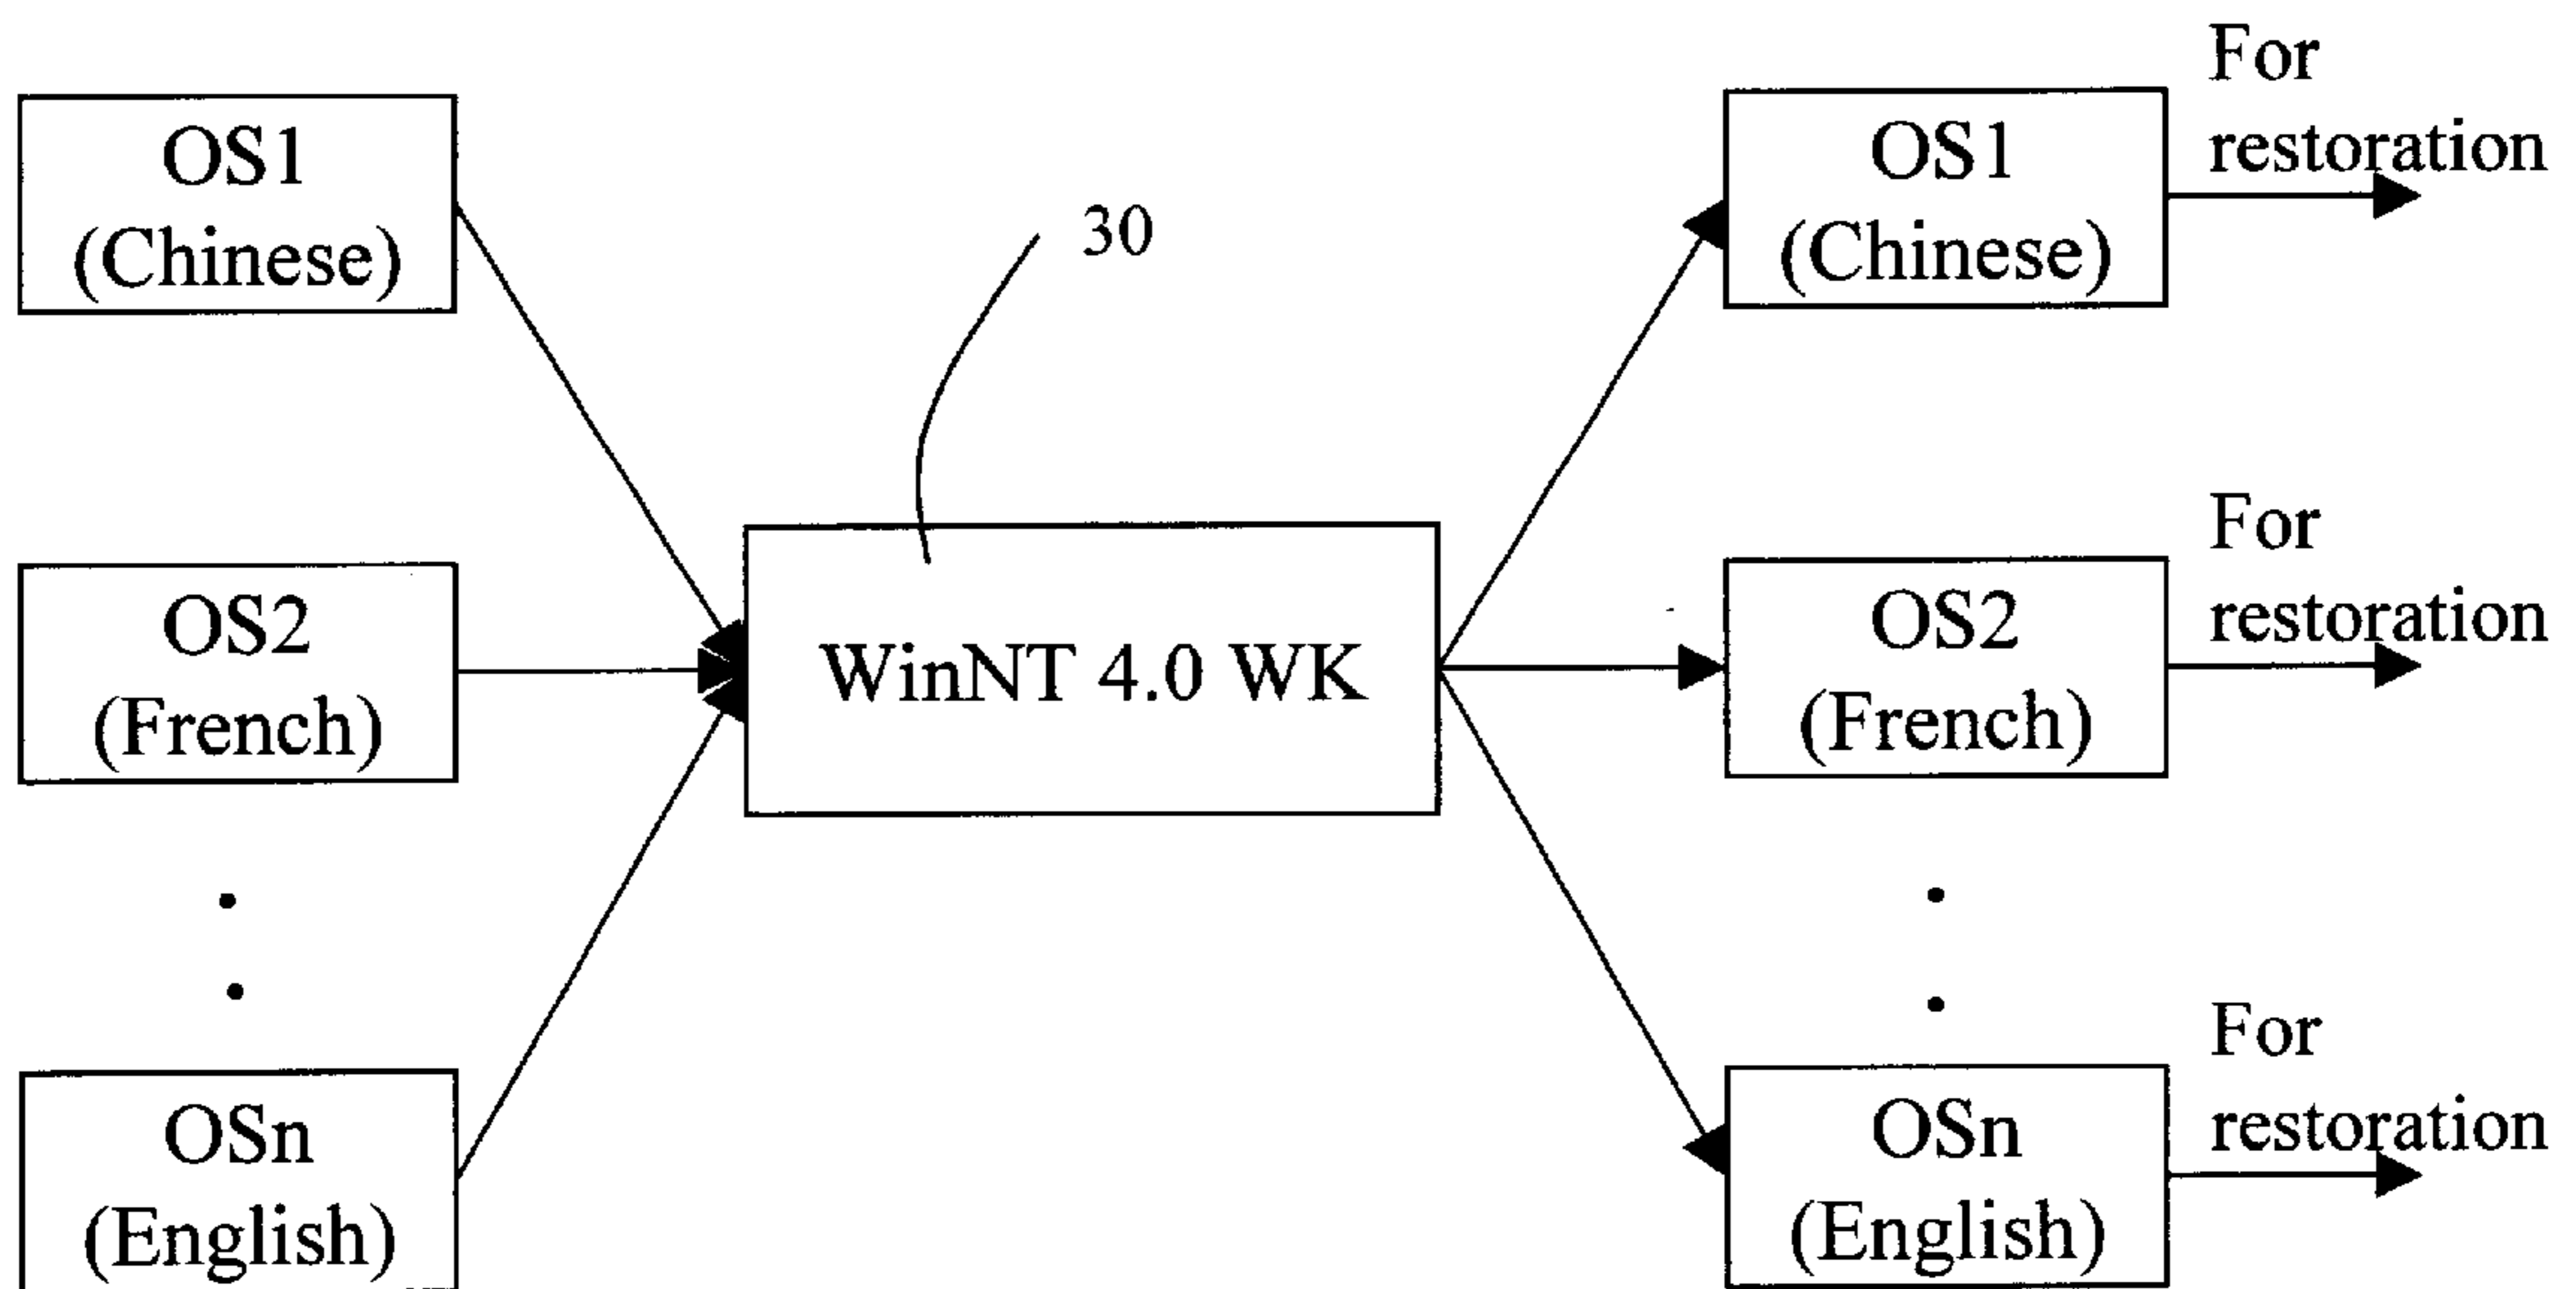 OS1
(Chinese)
OS2
(French)
OSn
(English)
30
WinNT 4.0 WK
OS1
(Chinese)
For
restoration
OS2
(French)
For
restoration
OSn
(English)
For
restoration